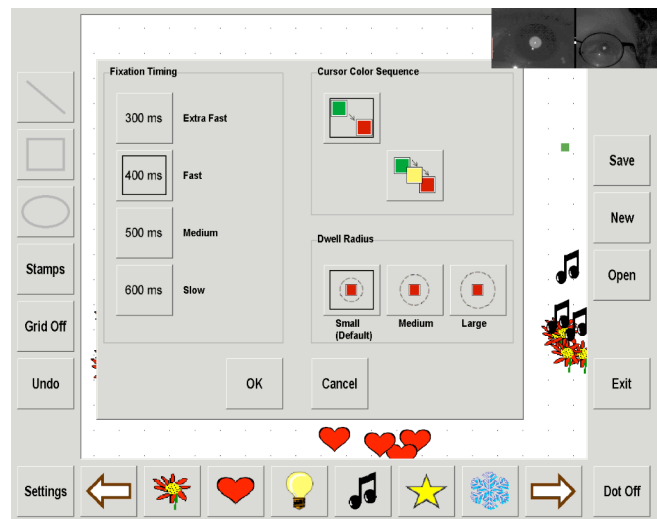 Fixation Timing
300 ms Extra Fast
400 ms Fast
500 ms Medium
600 ms Slow
Cursor Color Sequence
Dwell Radius
Small
(Default)
Medium
Large
OK
Cancel
Stamps
Grid Off
Undo
Settings
Save
New
Open
Exit
Dot Off